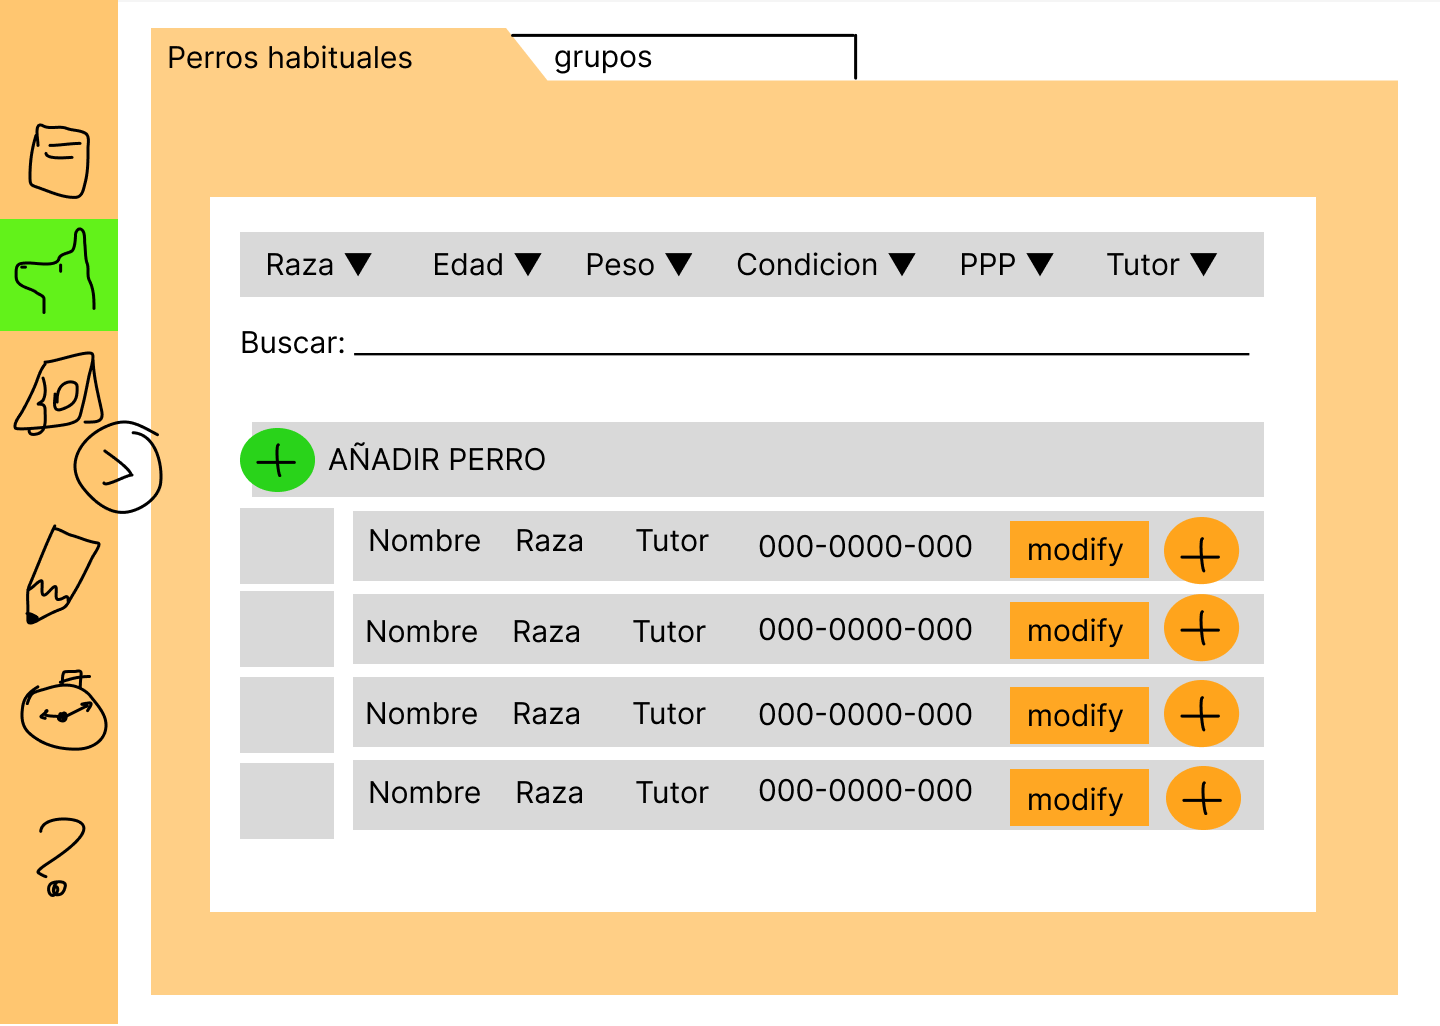 Perros habituales grupos
Raza ▼ Edad ▼ Peso ▼ Condicion ▼ PPP ▼ Tutor ▼
Buscar:
30
>
+ AÑADIR PERRO
Nombre Raza Tutor 000-0000-000 modify +
Nombre Raza Tutor 000-0000-000 modify +
Nombre Raza Tutor 000-0000-000 modify +
Nombre Raza Tutor 000-0000-000 modify +
?